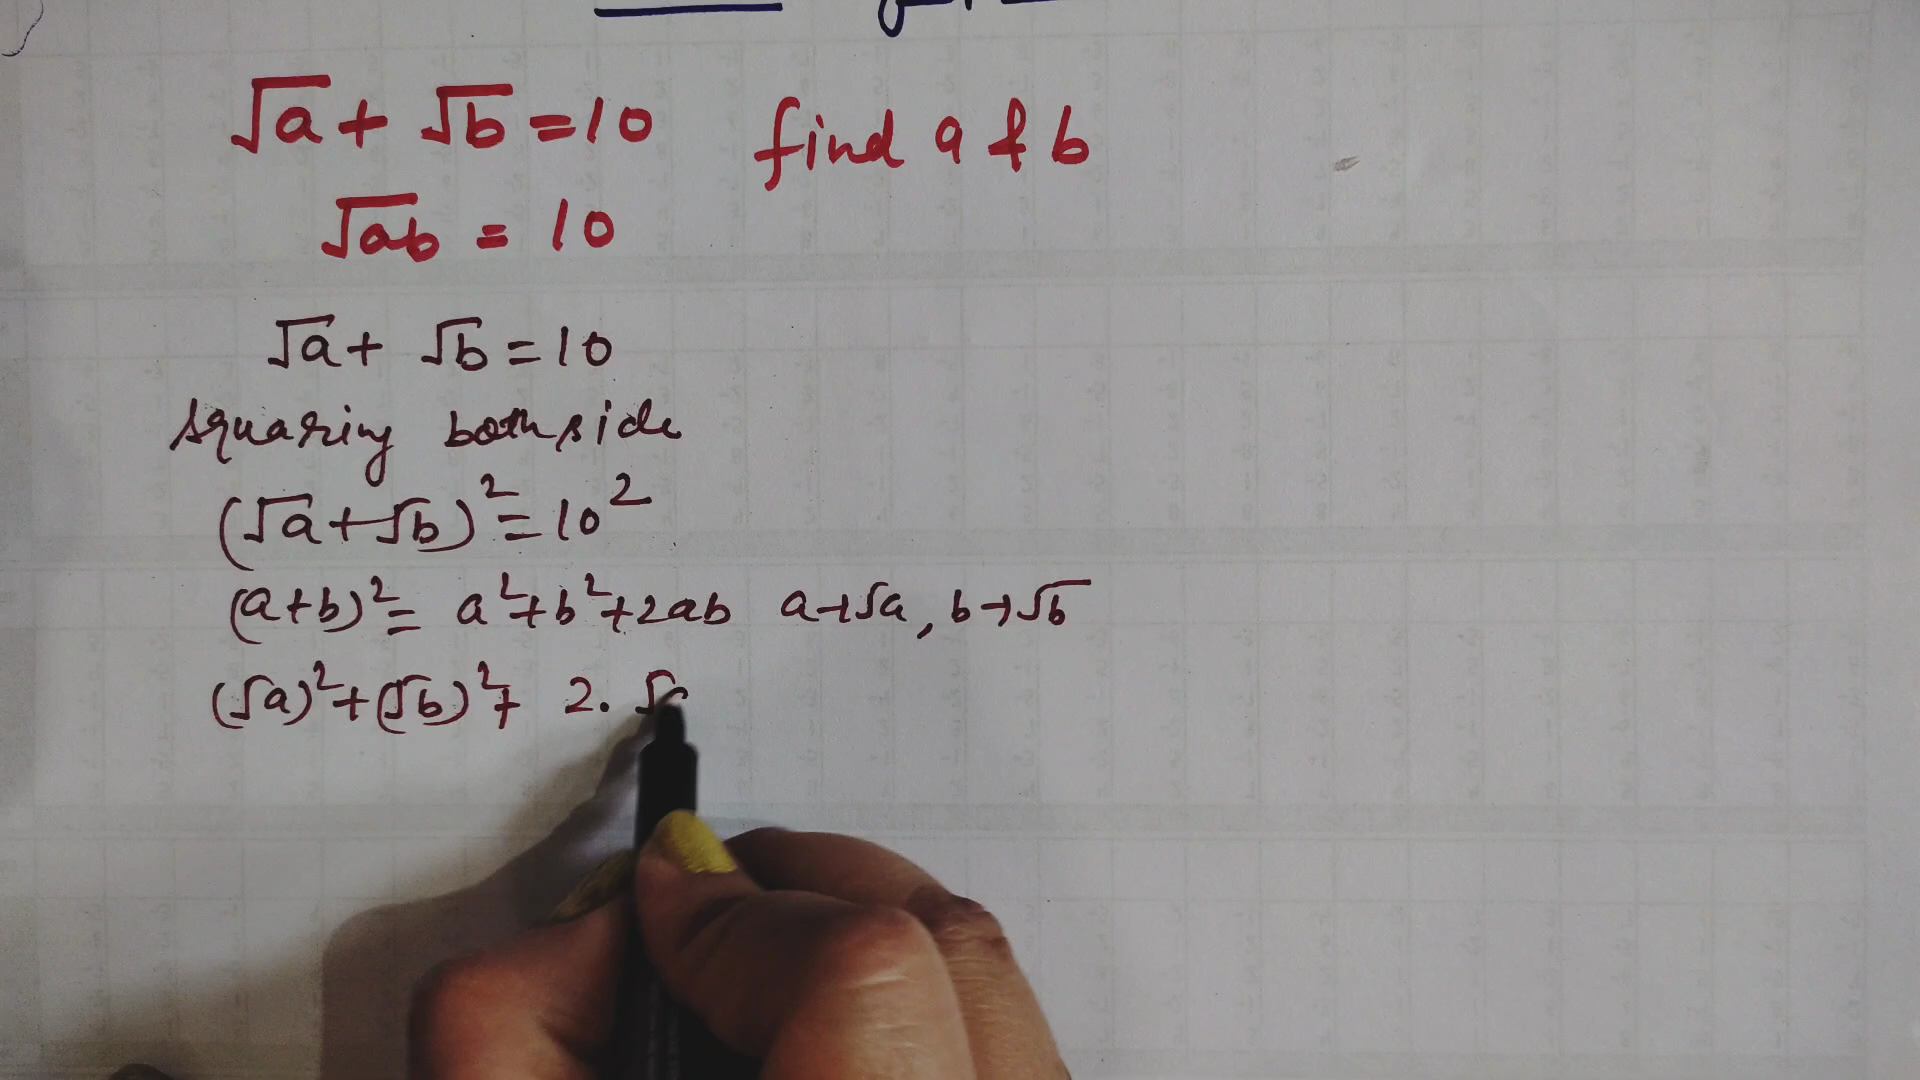 √a + √b = 10 find a & b
√ab = 10
√a + √b = 10
squaring both side
(√a+√b)² = 10²
(a+b)² = a²+b²+2ab a→√a, b→√b
(√a)²+(√b)²+ 2. √a